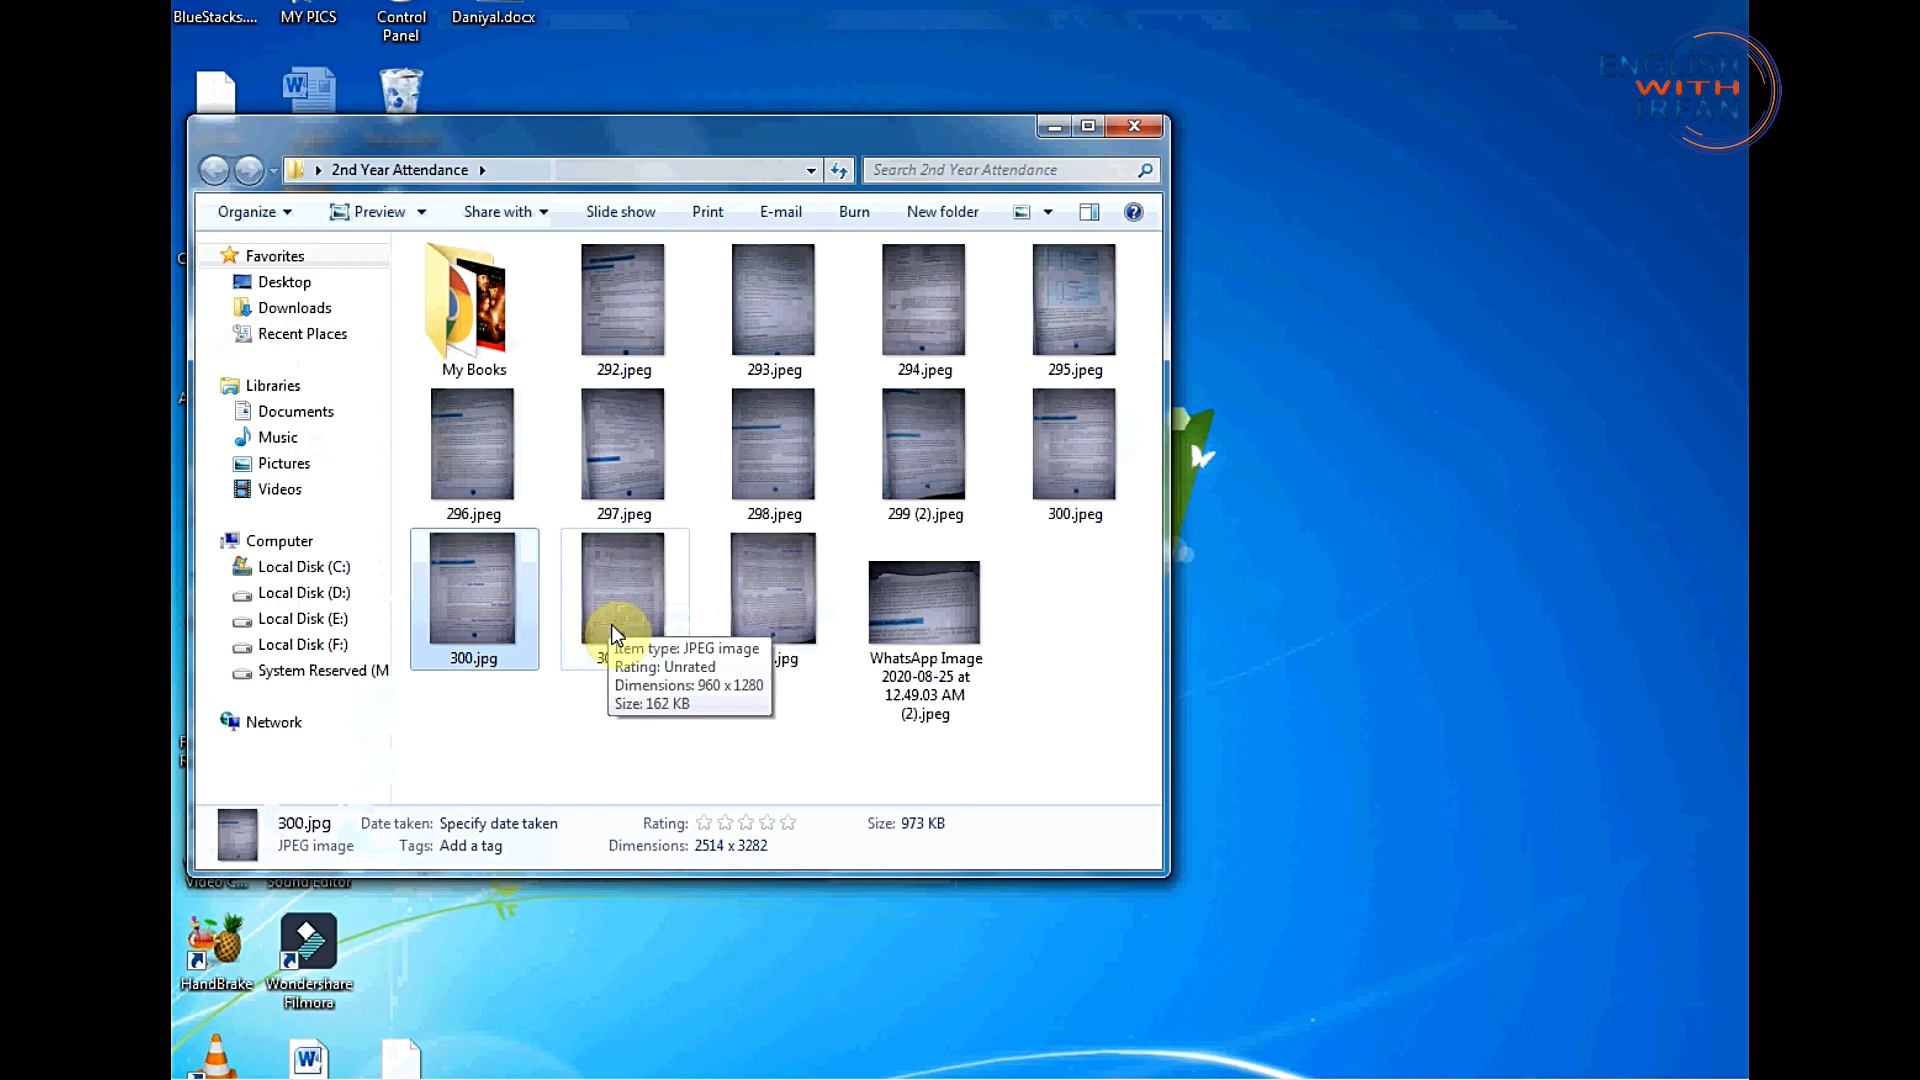 BlueStacks....
MY PICS
Control
Panel
Daniyal.docx
ENGLISH
WITH
IRFAN
2nd Year Attendance
Search 2nd Year Attendance
Organize
Preview
Share with
Slide show
Print
E-mail
Burn
New folder
Favorites
Desktop
Downloads
Recent Places
Libraries
Documents
Music
Pictures
Videos
Computer
Local Disk (C:)
Local Disk (D:)
Local Disk (E:)
Local Disk (F:)
System Reserved (M
Network
My Books
292.jpeg
293.jpeg
294.jpeg
295.jpeg
296.jpeg
297.jpeg
298.jpeg
299 (2).jpeg
300.jpeg
300.jpg
.jpg
WhatsApp Image
2020-08-25 at
12.49.03 AM
(2).jpeg
Item type: JPEG image
Rating: Unrated
Dimensions: 960 x 1280
Size: 162 KB
300.jpg
Date taken: Specify date taken
Rating:
Size: 973 KB
JPEG image
Tags: Add a tag
Dimensions: 2514 x 3282
Video C...
Sound Editor
HandBrake
Wondershare
Filmora